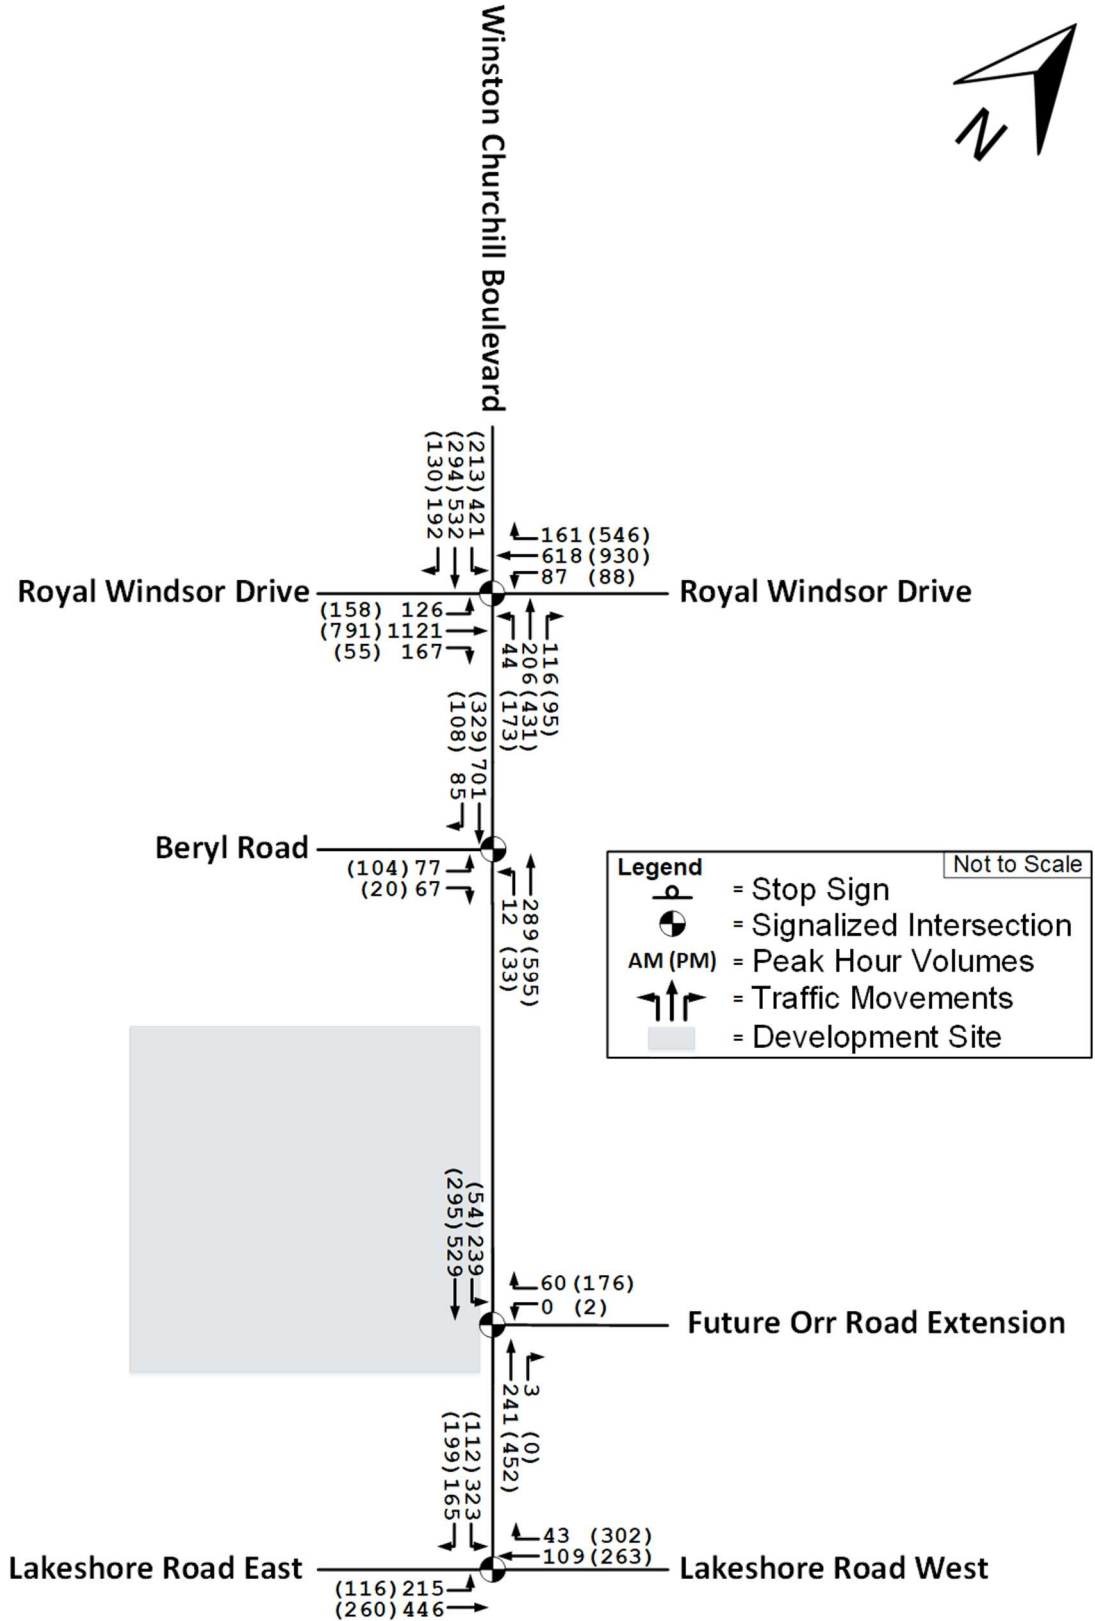 Winston Churchill Boulevard
N
(213) 421
(294) 532
(130) 192
161 (546)
618 (930)
87 (88)
Royal Windsor Drive
Royal Windsor Drive
(158) 126
(791) 1121
(55) 167
44 (173)
206 (431)
116 (95)
(329) 701
(108) 85
Beryl Road
(104) 77
(20) 67
12 (33)
289 (595)
Legend
Not to Scale
= Stop Sign
= Signalized Intersection
AM (PM) = Peak Hour Volumes
= Traffic Movements
= Development Site
(54) 239
(295) 529
60 (176)
0 (2)
Future Orr Road Extension
241 (452)
3 (0)
(112) 323
(199) 165
43 (302)
109 (263)
Lakeshore Road East
Lakeshore Road West
(116) 215
(260) 446